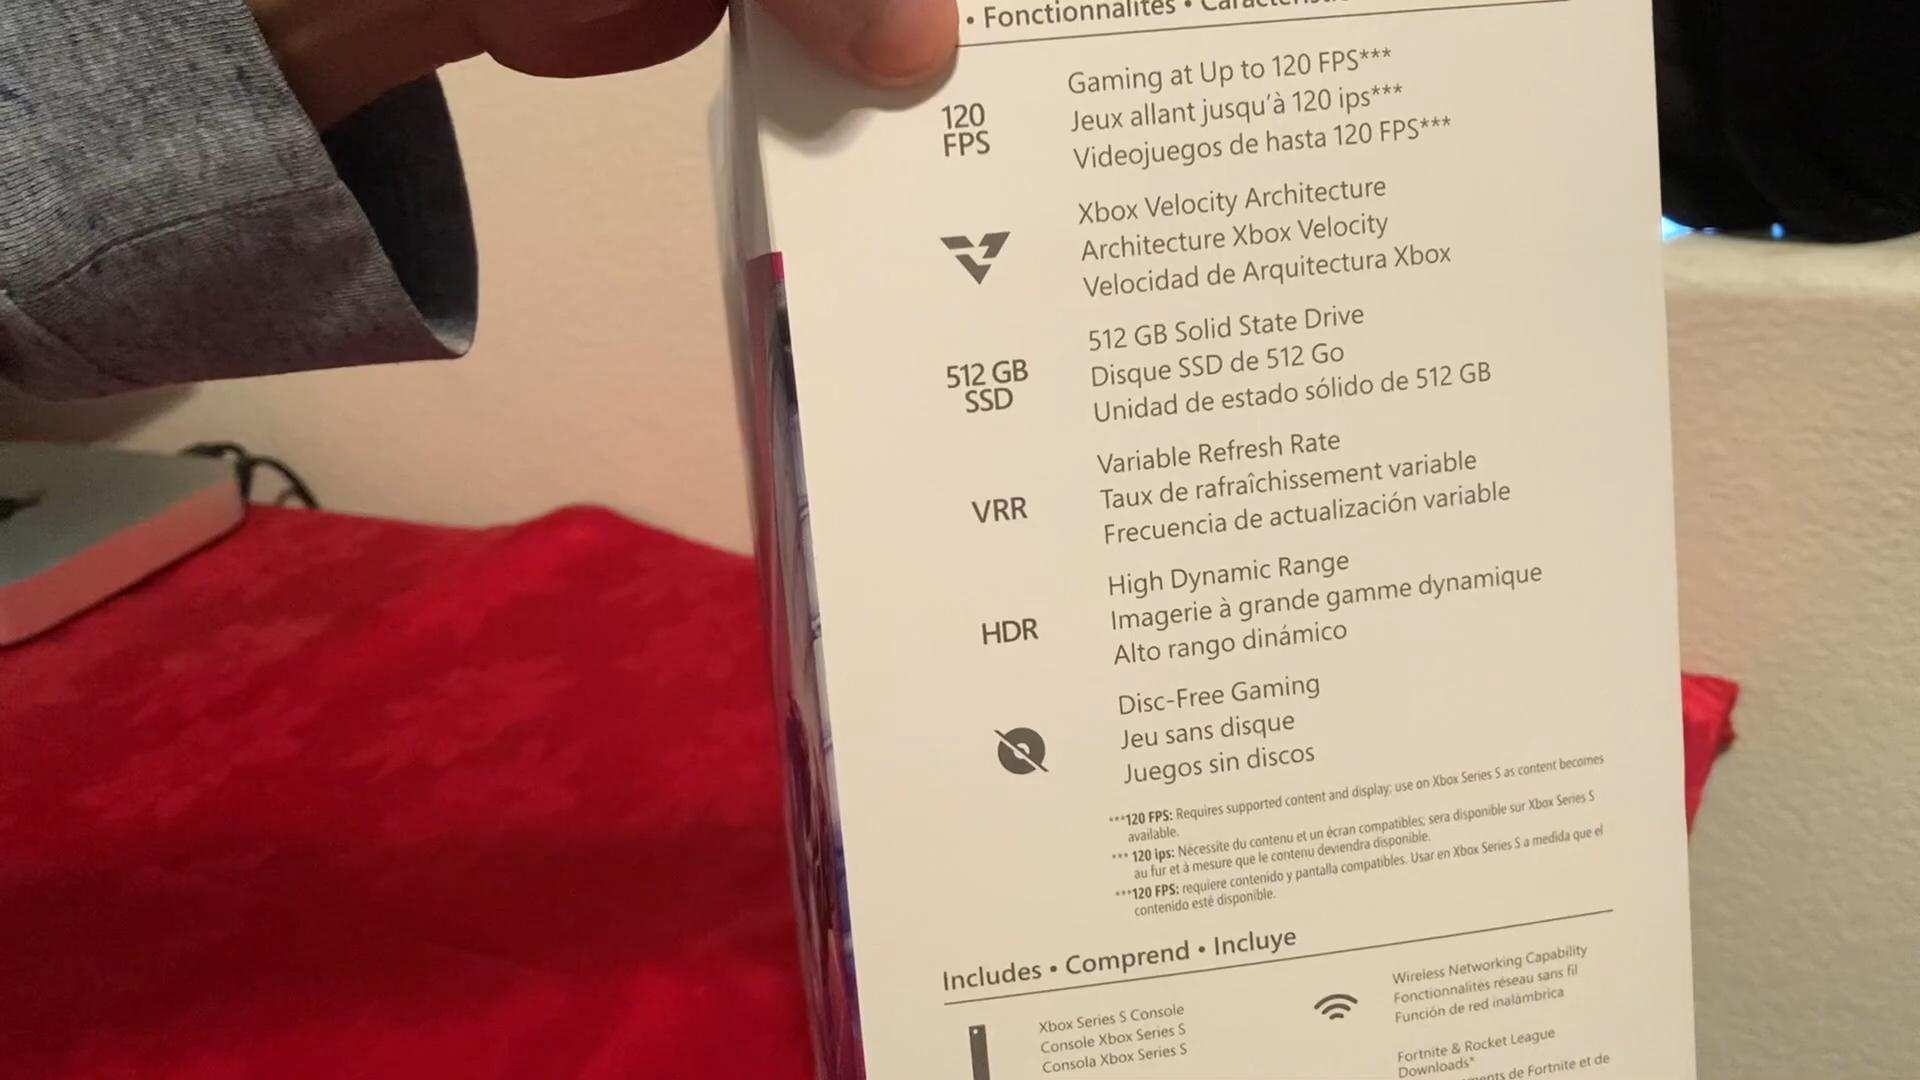 • Fonctionnalités •
120
FPS
Gaming at Up to 120 FPS***
Jeux allant jusqu'à 120 ips***
Videojuegos de hasta 120 FPS***
Xbox Velocity Architecture
Architecture Xbox Velocity
Velocidad de Arquitectura Xbox
512 GB
SSD
512 GB Solid State Drive
Disque SSD de 512 Go
Unidad de estado sólido de 512 GB
VRR
Variable Refresh Rate
Taux de rafraîchissement variable
Frecuencia de actualización variable
HDR
High Dynamic Range
Imagerie à grande gamme dynamique
Alto rango dinámico
Disc-Free Gaming
Jeu sans disque
Juegos sin discos
***120 FPS: Requires supported content and display; use on Xbox Series S as content becomes
available.
*** 120 ips: Nécessite du contenu et un écran compatibles; sera disponible sur Xbox Series S
au fur et à mesure que le contenu deviendra disponible.
***120 FPS: requiere contenido y pantalla compatibles. Usar en Xbox Series S a medida que el
contenido esté disponible.
Includes • Comprend • Incluye
Xbox Series S Console
Console Xbox Series S
Consola Xbox Series S
Wireless Networking Capability
Fonctionnalités réseau sans fil
Función de red inalámbrica
Fortnite & Rocket League
Downloads*
de Fortnite et de